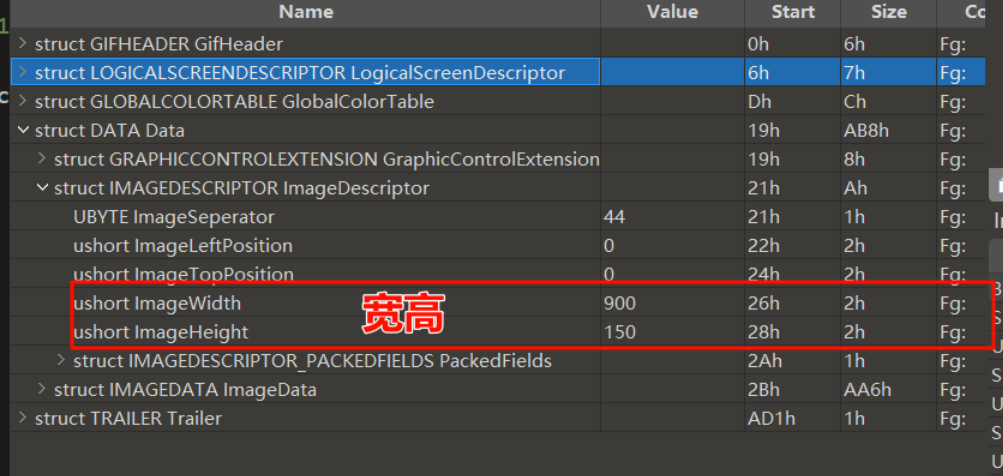 Name Value Start Size Co
struct GIFHEADER GifHeader 0h 6h Fg:
struct LOGICALSCREENDESCRIPTOR LogicalScreenDescriptor 6h 7h Fg:
struct GLOBALCOLORTABLE GlobalColorTable Dh Ch Fg:
struct DATA Data 19h AB8h Fg:
struct GRAPHICCONTROLEXTENSION GraphicControlExtension 19h 8h Fg:
struct IMAGEDESCRIPTOR ImageDescriptor 21h Ah Fg:
UBYTE ImageSeperator 44 21h 1h Fg:
ushort ImageLeftPosition 0 22h 2h Fg:
ushort ImageTopPosition 0 24h 2h Fg:
ushort ImageWidth 900 26h 2h Fg:
宽高
ushort ImageHeight 150 28h 2h Fg:
struct IMAGEDESCRIPTOR_PACKEDFIELDS PackedFields 2Ah 1h Fg:
struct IMAGEDATA ImageData 2Bh AA6h Fg:
struct TRAILER Trailer AD1h 1h Fg: